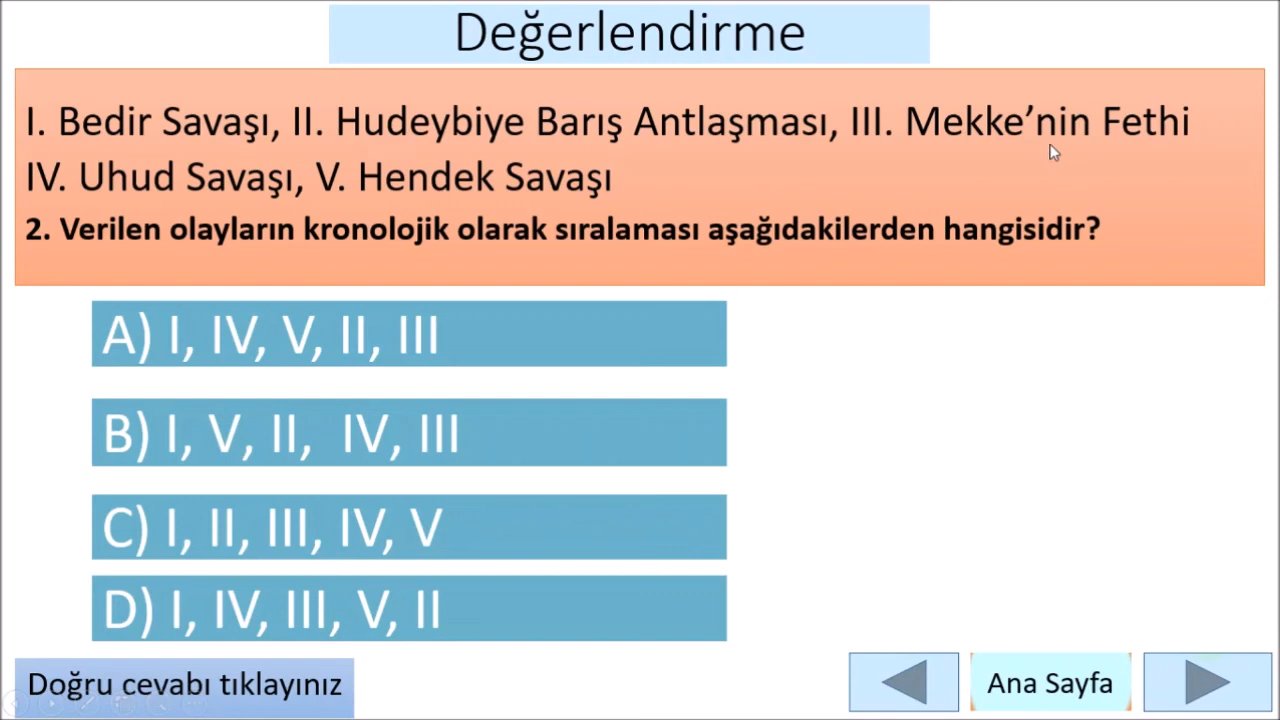 Değerlendirme
I. Bedir Savaşı, II. Hudeybiye Barış Antlaşması, III. Mekke’nin Fethi
IV. Uhud Savaşı, V. Hendek Savaşı
2. Verilen olayların kronolojik olarak sıralaması aşağıdakilerden hangisidir?
A) I, IV, V, II, III
B) I, V, II, IV, III
C) I, II, III, IV, V
D) I, IV, III, V, II
Doğru cevabı tıklayınız
Ana Sayfa